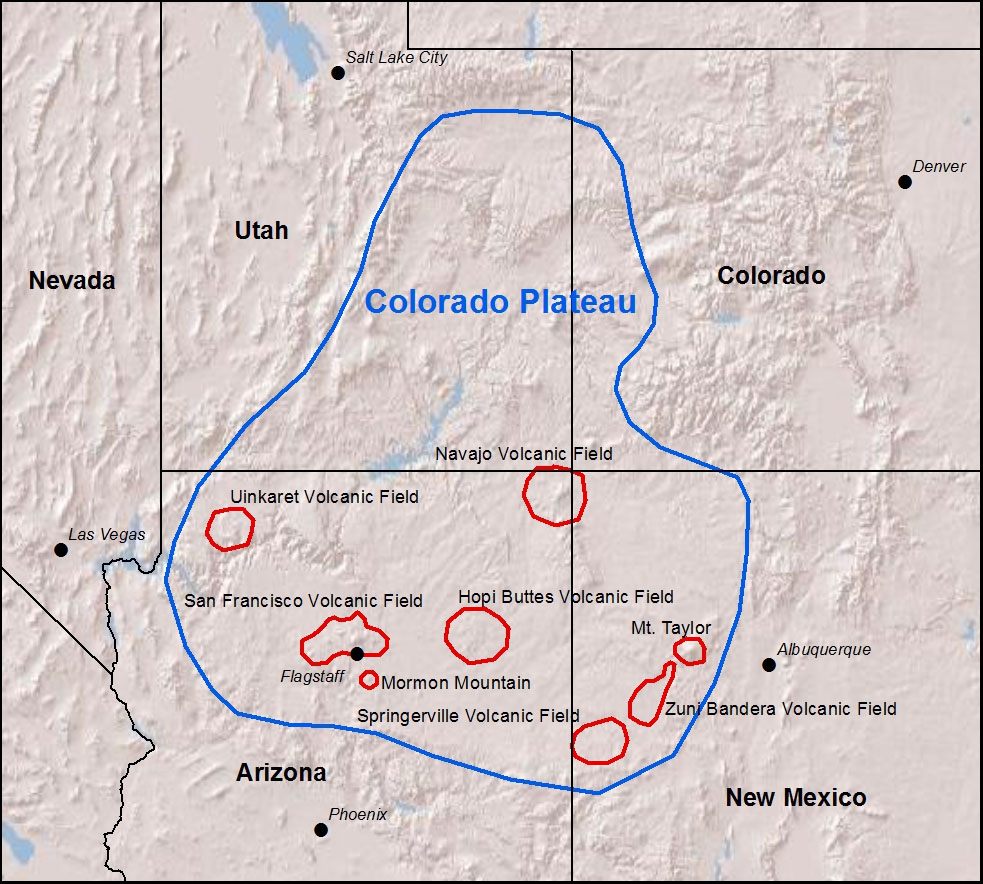 Salt Lake City
Denver
Utah
Nevada
Colorado
Colorado Plateau
Navajo Volcanic Field
Uinkaret Volcanic Field
Las Vegas
San Francisco Volcanic Field
Hopi Buttes Volcanic Field
Mt. Taylor
Albuquerque
Flagstaff
Mormon Mountain
Springerville Volcanic Field
Zuni Bandera Volcanic Field
Arizona
New Mexico
Phoenix